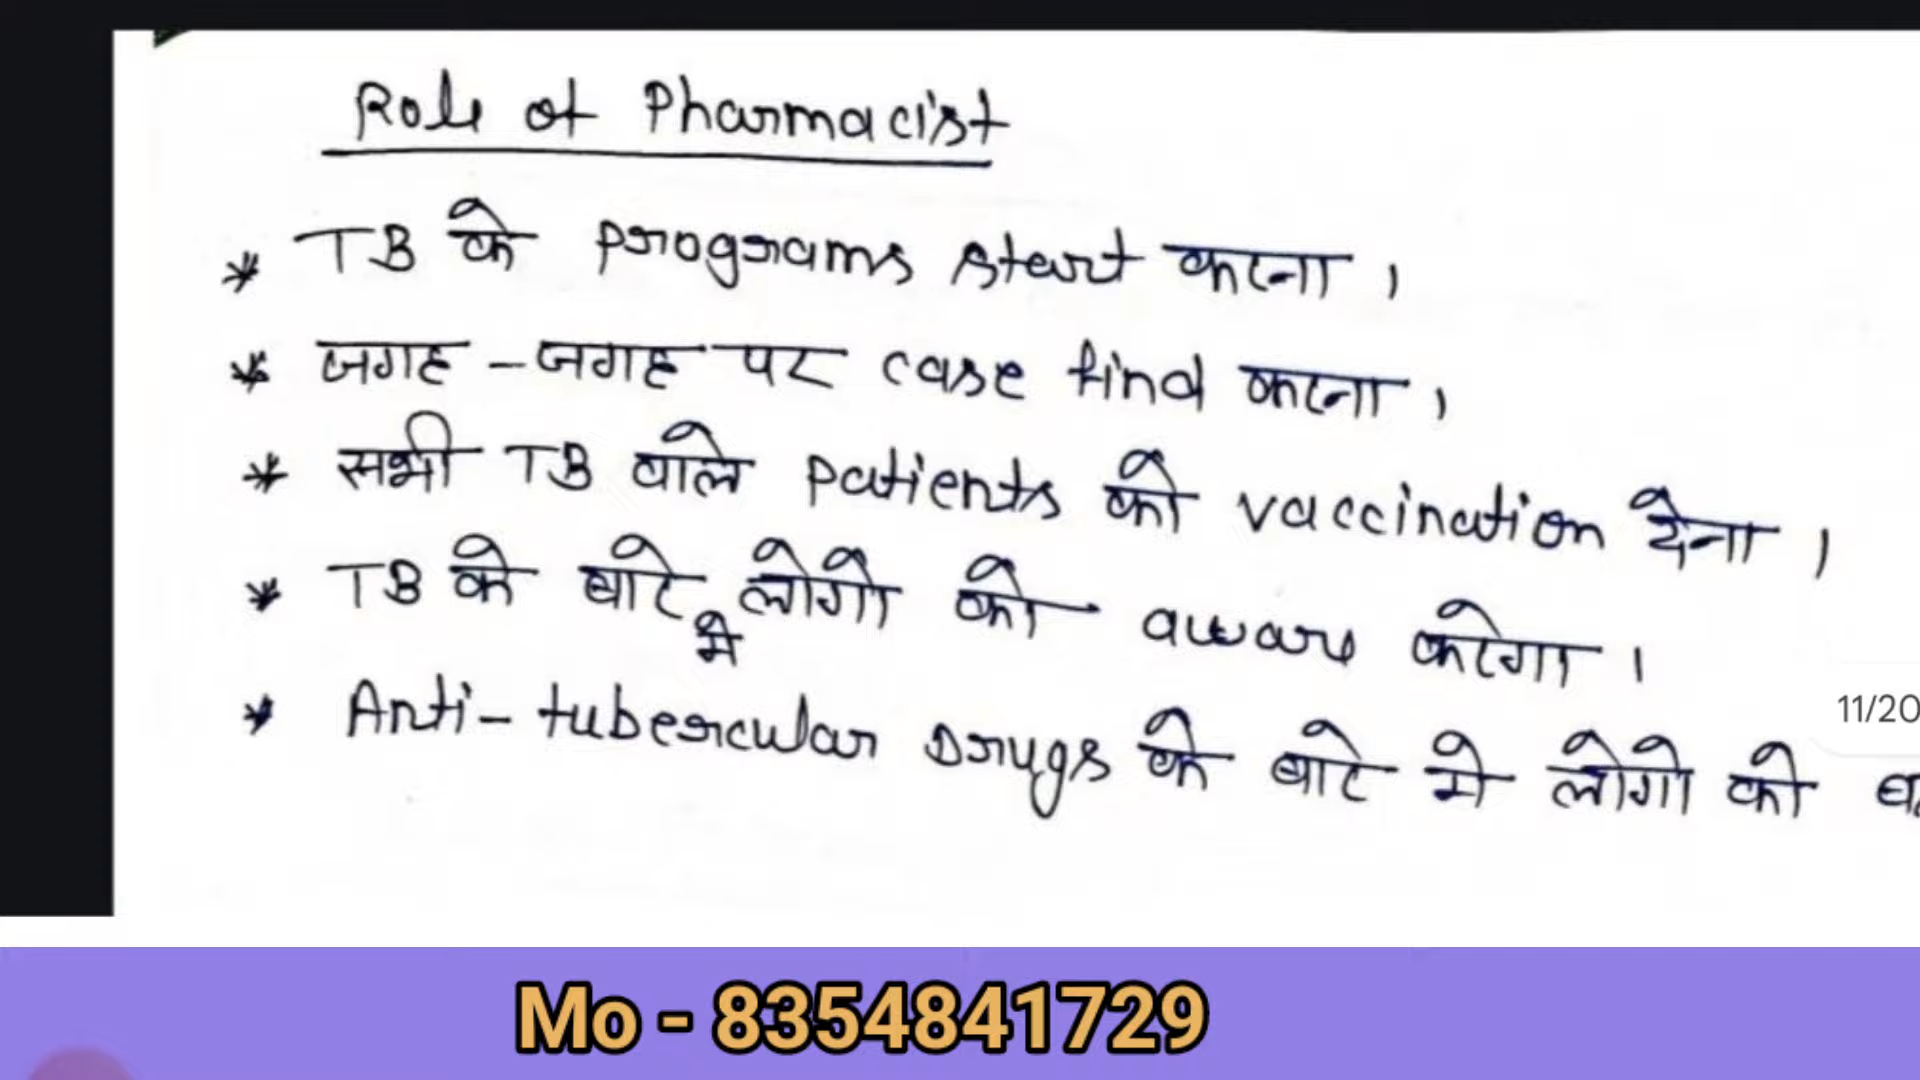 Role of Pharmacist
* TB के programs start करना ।
* जगह - जगह पर case find करना ।
* सभी TB वाले patients को vaccination देना ।
* TB के बारे में लोगो को aware करेगा ।
* Anti-tubercular Drugs के बारे मे लोगो को
11/20
Mo - 8354841729